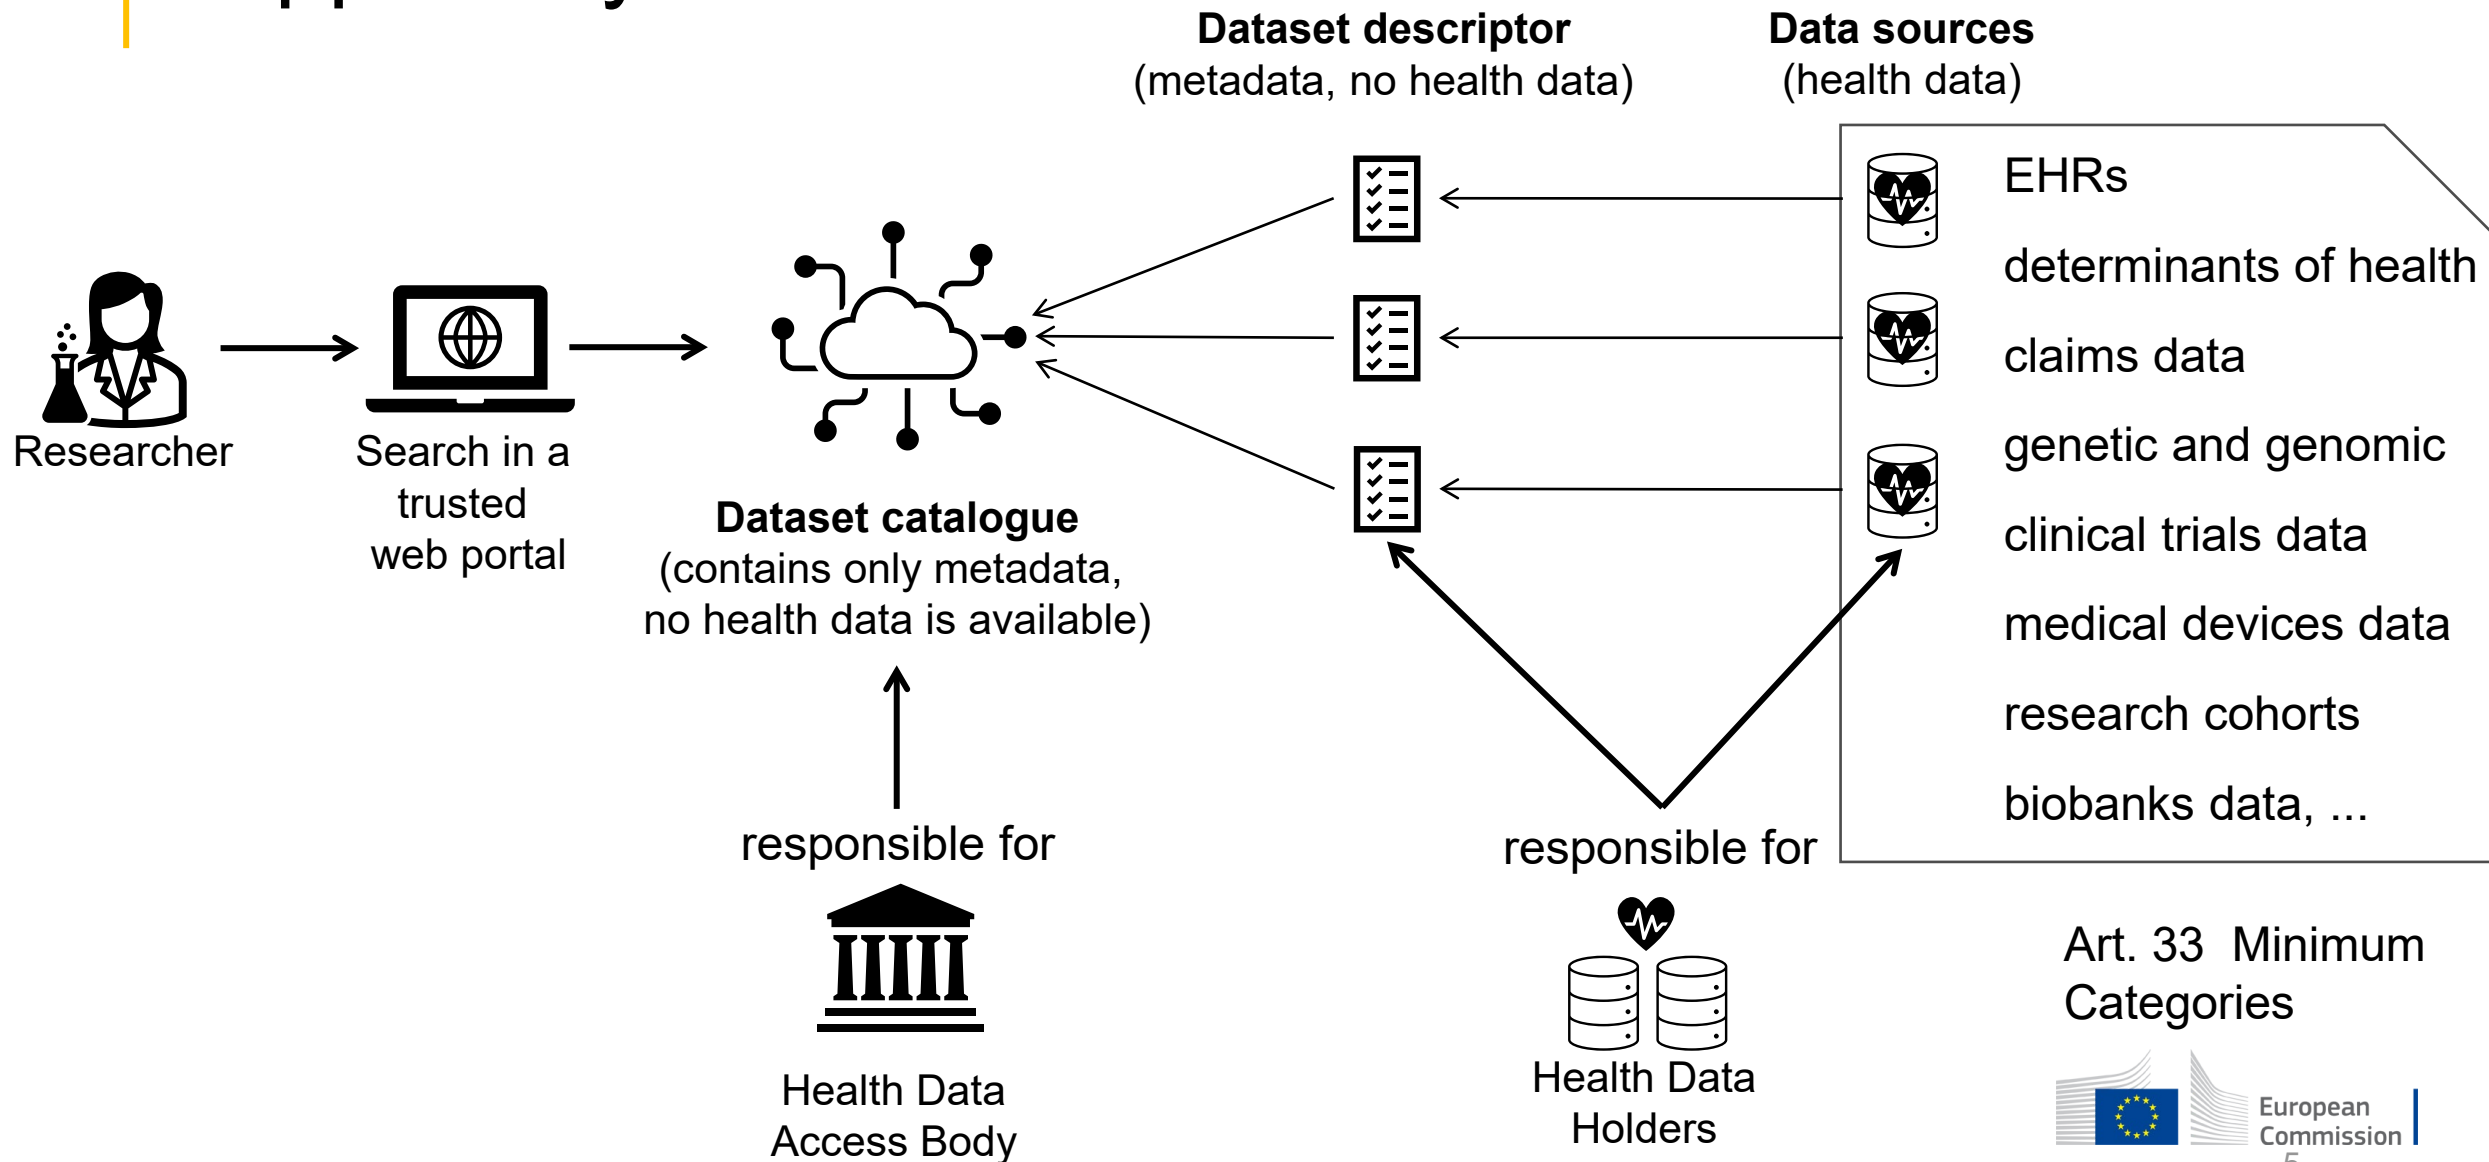 Dataset descriptor
(metadata, no health data)
Data sources
(health data)
EHRs
determinants of health
claims data
genetic and genomic
clinical trials data
medical devices data
research cohorts
biobanks data, ...
Researcher
Search in a
trusted
web portal
Dataset catalogue
(contains only metadata,
no health data is available)
responsible for
Health Data
Access Body
responsible for
Health Data
Holders
Art. 33 Minimum
Categories
European
Commission